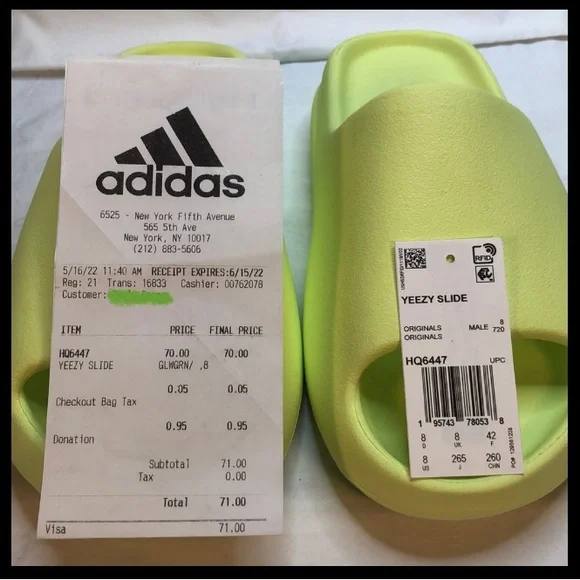 adidas
6525 - New York Fifth Avenue
565 5th Ave
New York, NY 10017
(212) 883-5606
5/16/22 11:40 AM RECEIPT EXPIRES:6/15/22
Reg: 21 Trans: 16833 Cashier: 00762078
Customer:
ITEM PRICE FINAL PRICE
HQ6447 70.00 70.00
YEEZY SLIDE GLWGRN/ ,8
0.05 0.05
Checkout Bag Tax
0.95 0.95
Donation
Subtotal 71.00
Tax 0.00
Total 71.00
Visa 71.00
RFID
YEEZY SLIDE
ORIGINALS MALE 8
ORIGINALS 720
HQ6447 UPC
1 95743 78053 8
8 8 42
D UK F
8 265 260
US J CHN